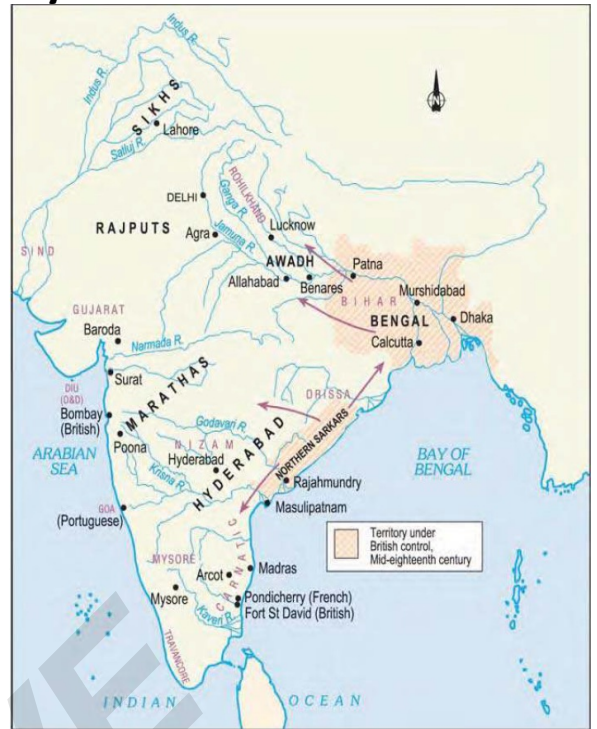 Indus R.
Indus R.
SIKHS
Lahore
Satluj R.
DELHI
ROHILKHAND
Ganga R.
RAJPUTS
Agra
Jamuna R.
Lucknow
SIND
AWADH
Patna
Allahabad
Benares
BIHAR
Murshidabad
BENGAL
Dhaka
GUJARAT
Baroda
Narmada R.
Calcutta
Surat
MARATHAS
DIU
(D&D)
ORISSA
Bombay
(British)
Godavari R.
NORTHERN SARKARS
ARABIAN
SEA
Poona
NIZAM
Hyderabad
HYDERABAD
BAY OF
BENGAL
Krisna R.
Rajahmundry
GOA
(Portuguese)
Masulipatnam
Territory under
British control,
Mid-eighteenth century
CARNATIC
MYSORE
Arcot
Madras
Mysore
Pondicherry (French)
Fort St David (British)
Kaveri R.
TRAVANCORE
INDIAN OCEAN